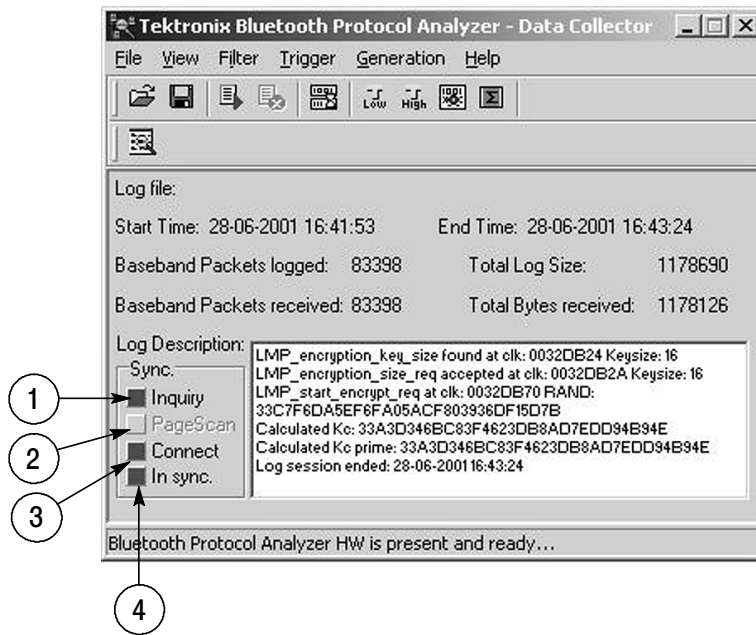 Tektronix Bluetooth Protocol Analyzer - Data Collector
File View Filter Trigger Generation Help
Low High
Log file:
Start Time: 28-06-2001 16:41:53 End Time: 28-06-2001 16:43:24
Baseband Packets logged: 83398 Total Log Size: 1178690
Baseband Packets received: 83398 Total Bytes received: 1178126
Log Description:
LMP_encryption_key_size found at clk: 0032DB24 Keysize: 16
LMP_encryption_size_req accepted at clk: 0032DB2A Keysize: 16
LMP_start_encrypt_req at clk: 0032DB70 RAND:
33C7F6DA5EF6FA05ACF803936DF15D7B
Calculated Kc: 33A3D346BC83F4623DB8AD7EDD94B94E
Calculated Kc prime: 33A3D346BC83F4623DB8AD7EDD94B94E
Log session ended: 28-06-2001 16:43:24
Sync.
1 Inquiry
2 PageScan
3 Connect
4 In sync.
Bluetooth Protocol Analyzer HW is present and ready...